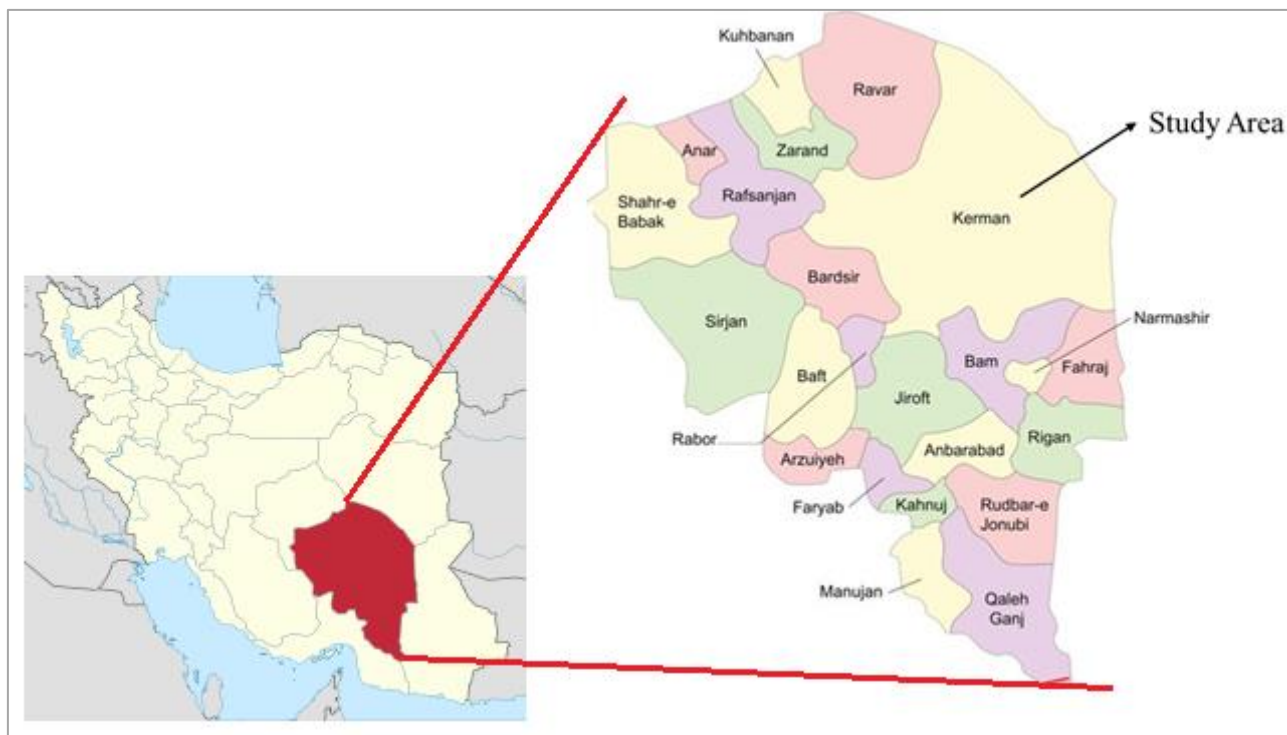 Kuhbanan
Ravar
Study Area
Anar
Zarand
Rafsanjan
Shahr-e
Babak
Kerman
Bardsir
Sirjan
Narmashir
Bam
Fahraj
Baft
Jiroft
Rabor
Rigan
Anbarabad
Arzuiyeh
Faryab
Kahnuj
Rudbar-e
Jonubi
Manujan
Qaleh
Ganj